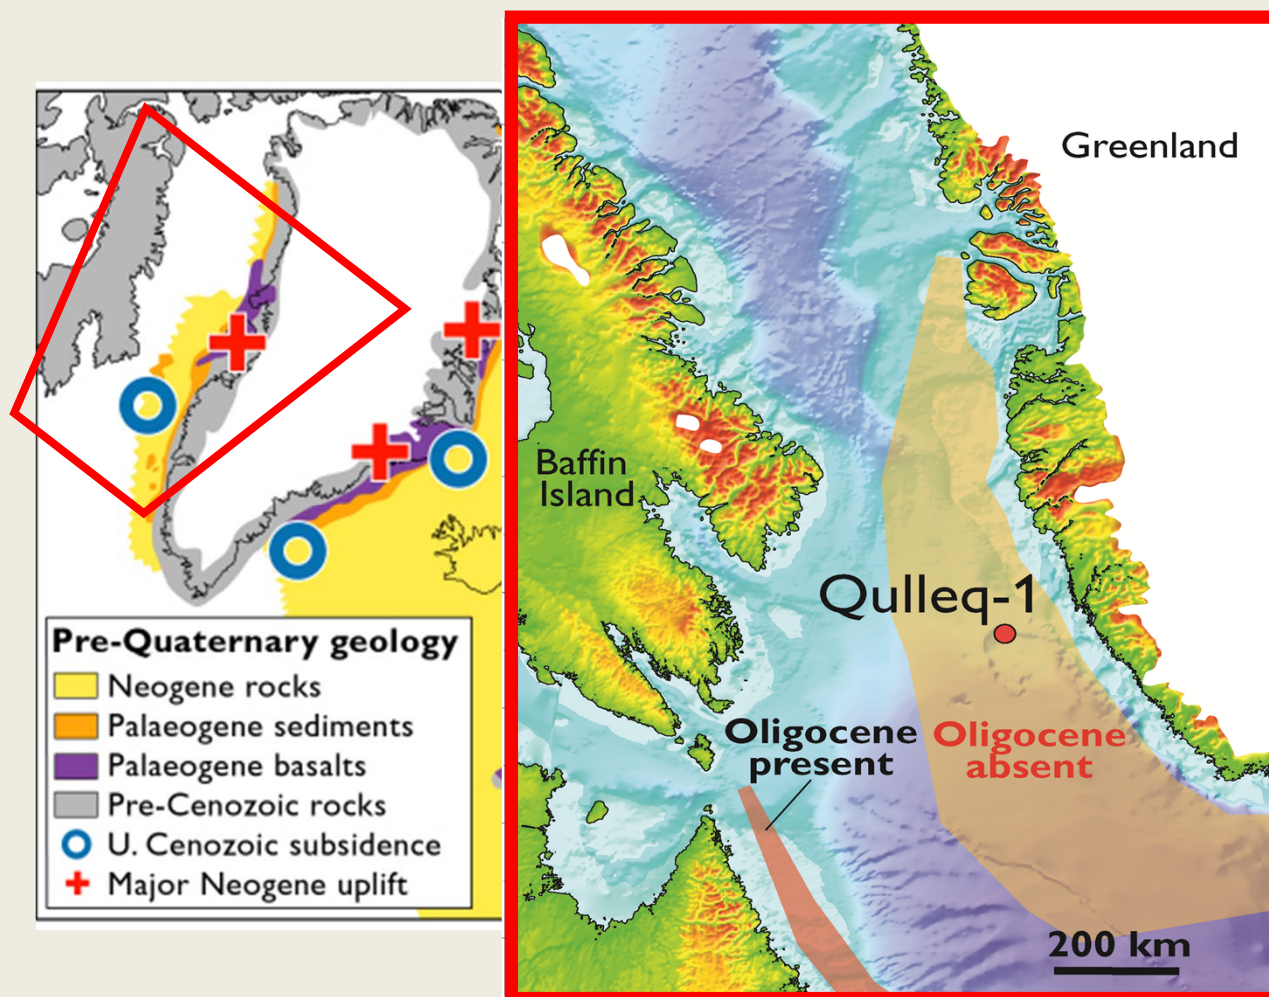 Pre-Quaternary geology
Neogene rocks
Palaeogene sediments
Palaeogene basalts
Pre-Cenozoic rocks
U. Cenozoic subsidence
Major Neogene uplift
Greenland
Baffin
Island
Qulleq-1
Oligocene
present
Oligocene
absent
200 km